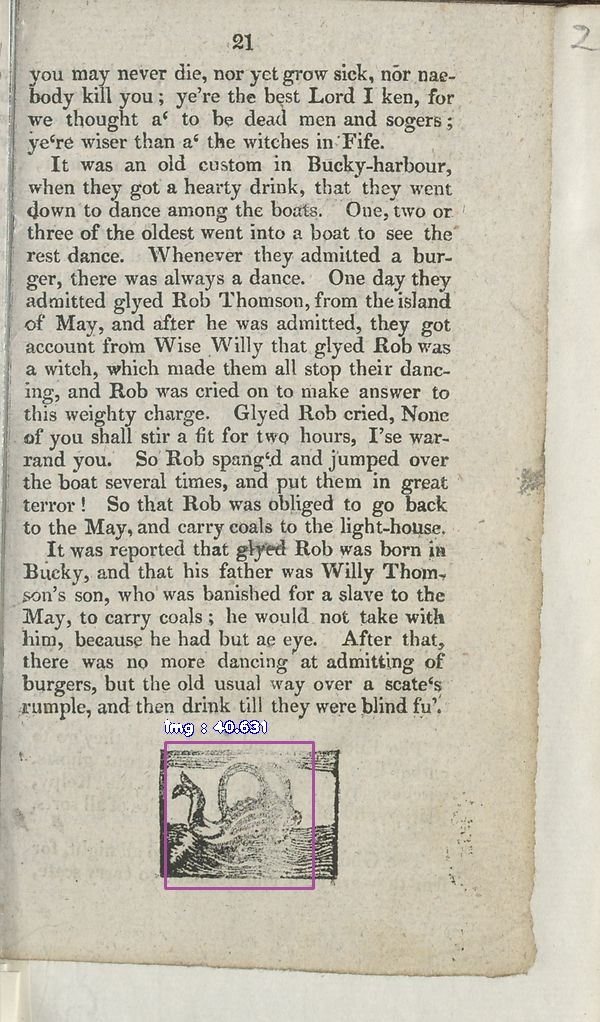 21
2
you may never die, nor yet grow sick, nōr nae-
body kill you ; ye're the best Lord I ken, for
we thought a‘ to be dead men and sogers ;
ye‘re wiser than a‘ the witches in Fife.
It was an old custom in Bucky-harbour,
when they got a hearty drink, that they went
down to dance among the boats. One, two or
three of the oldest went into a boat to see the
rest dance. Whenever they admitted a bur-
ger, there was always a dance. One day they
admitted glyed Rob Thomson, from the island
of May, and after he was admitted, they got
account from Wise Willy that glyed Rob was
a witch, which made them all stop their danc-
ing, and Rob was cried on to make answer to
this weighty charge. Glyed Rob cried, None
of you shall stir a fit for two hours, I'se war-
rand you. So Rob spang‘d and jumped over
the boat several times, and put them in great
terror ! So that Rob was obliged to go back
to the May, and carry coals to the light-house.
It was reported that glyed Rob was born in
Bucky, and that his father was Willy Thom-
son's son, who was banished for a slave to the
May, to carry coals ; he would not take with
him, because he had but ae eye. After that,
there was no more dancing at admitting of
burgers, but the old usual way over a scate‘s
rumple, and then drink till they were blind fu'.
img : 40.631